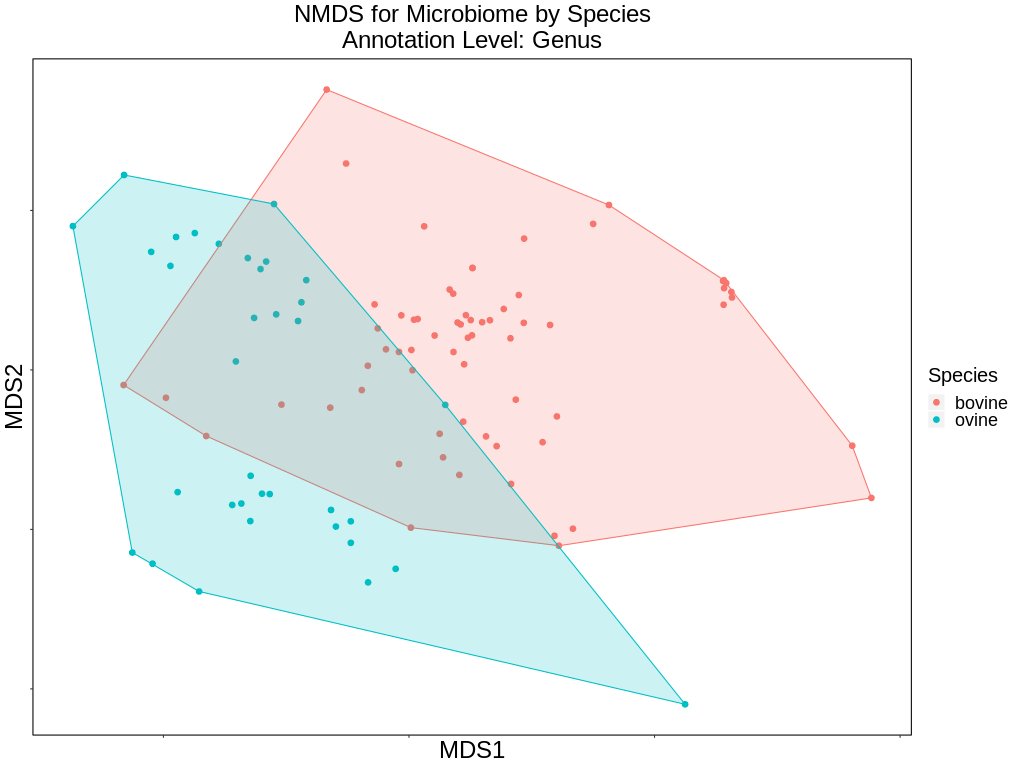 NMDS for Microbiome by Species
Annotation Level: Genus
MDS2
MDS1
Species
bovine
ovine